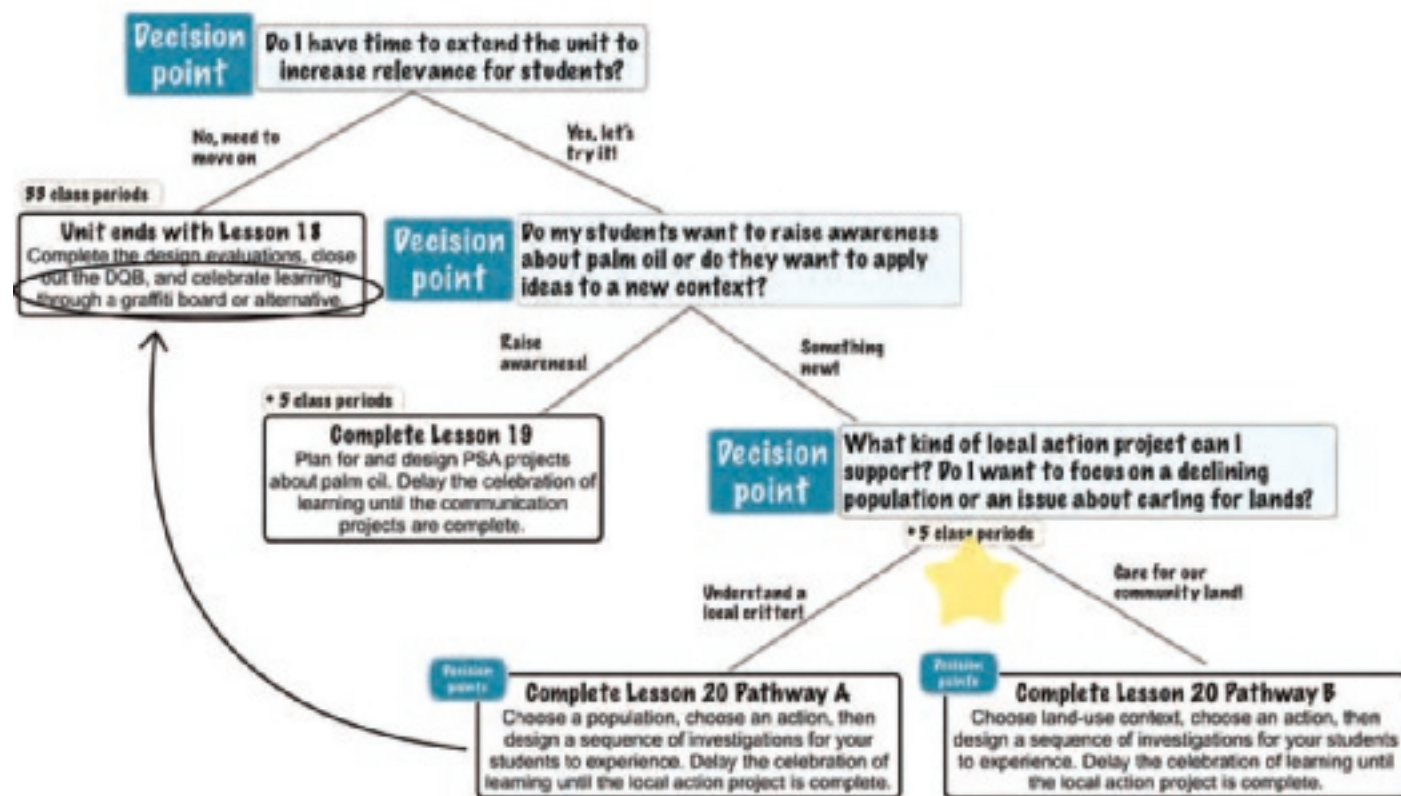 Decision
point
Do I have time to extend the unit to
increase relevance for students?
No, need to
move on
Yes, let's
try it!
33 class periods
Unit ends with Lesson 18
Complete the design evaluations, close
out the DQB, and celebrate learning
through a graffiti board or alternative.
Decision
point
Do my students want to raise awareness
about palm oil or do they want to apply
ideas to a new context?
Raise
awareness!
Something
new!
+ 5 class periods
Complete Lesson 19
Plan for and design PSA projects
about palm oil. Delay the celebration of
learning until the communication
projects are complete.
Decision
point
What kind of local action project can I
support? Do I want to focus on a declining
population or an issue about caring for lands?
+ 5 class periods
Understand a
local critter!
Care for our
community land!
Decision
points
Complete Lesson 20 Pathway A
Choose a population, choose an action, then
design a sequence of investigations for your
students to experience. Delay the celebration of
learning until the local action project is complete.
Decision
points
Complete Lesson 20 Pathway B
Choose land-use context, choose an action, then
design a sequence of investigations for your students
to experience. Delay the celebration of learning until
the local action project is complete.